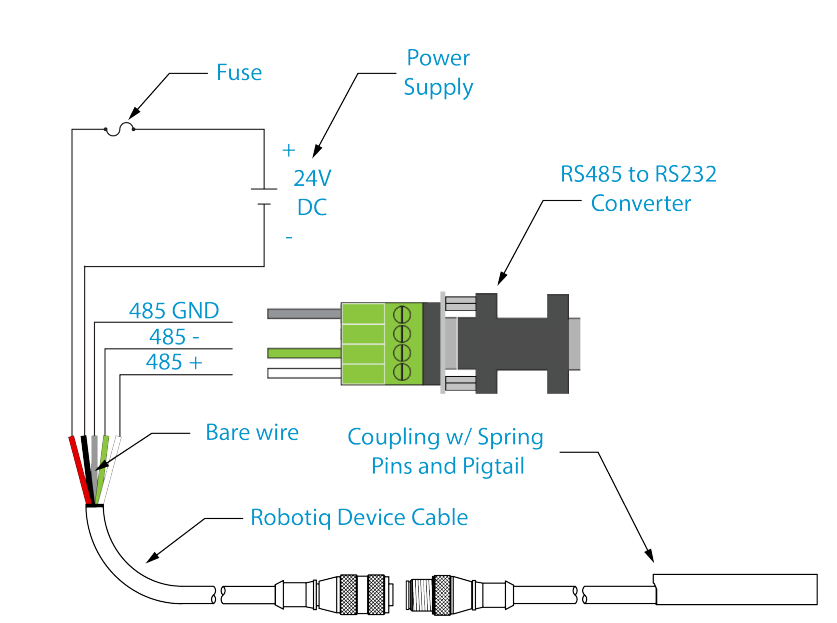 Fuse
Power
Supply
+
24V
DC
-
RS485 to RS232
Converter
485 GND
485 -
485 +
Bare wire
Coupling w/ Spring
Pins and Pigtail
Robotiq Device Cable